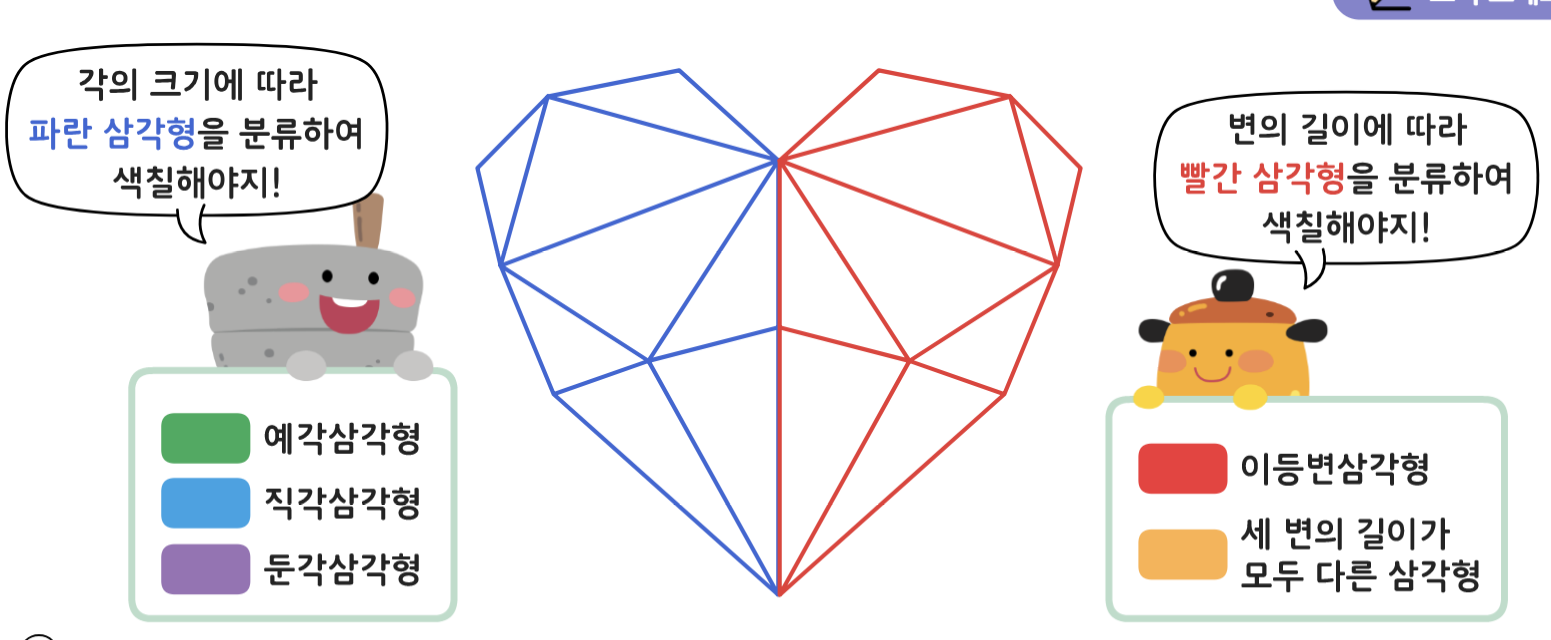 각의 크기에 따라
파란 삼각형을 분류하여
색칠해야지!
변의 길이에 따라
빨간 삼각형을 분류하여
색칠해야지!
예각삼각형
직각삼각형
둔각삼각형
이등변삼각형
세 변의 길이가
모두 다른 삼각형